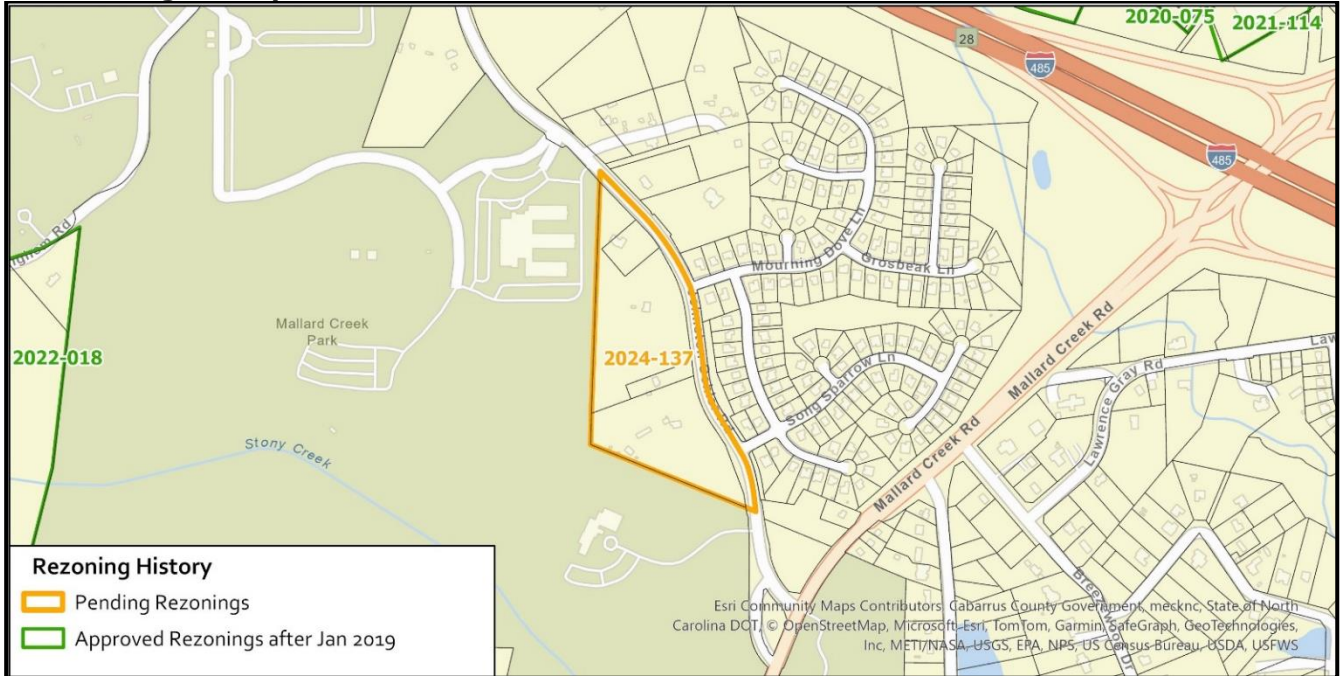 2020-075
2021-114
28
485
485
Mourning Dove Ln
Grosbeak Ln
Mallard Creek
Park
2022-018
2024-137
Song Sparrow Ln
Mallard Creek Rd
Mallard Creek Rd
Lawrence Gray Rd
Stony Creek
Breezewood Dr
Rezoning History
Pending Rezonings
Approved Rezonings after Jan 2019
Esri Community Maps Contributors, Cabarrus County Government, mecknc, State of North
Carolina DOT, © OpenStreetMap, Microsoft, Esri, TomTom, Garmin, SafeGraph, GeoTechnologies,
Inc, METI/NASA, USGS, EPA, NPS, US Census Bureau, USDA, USFWS